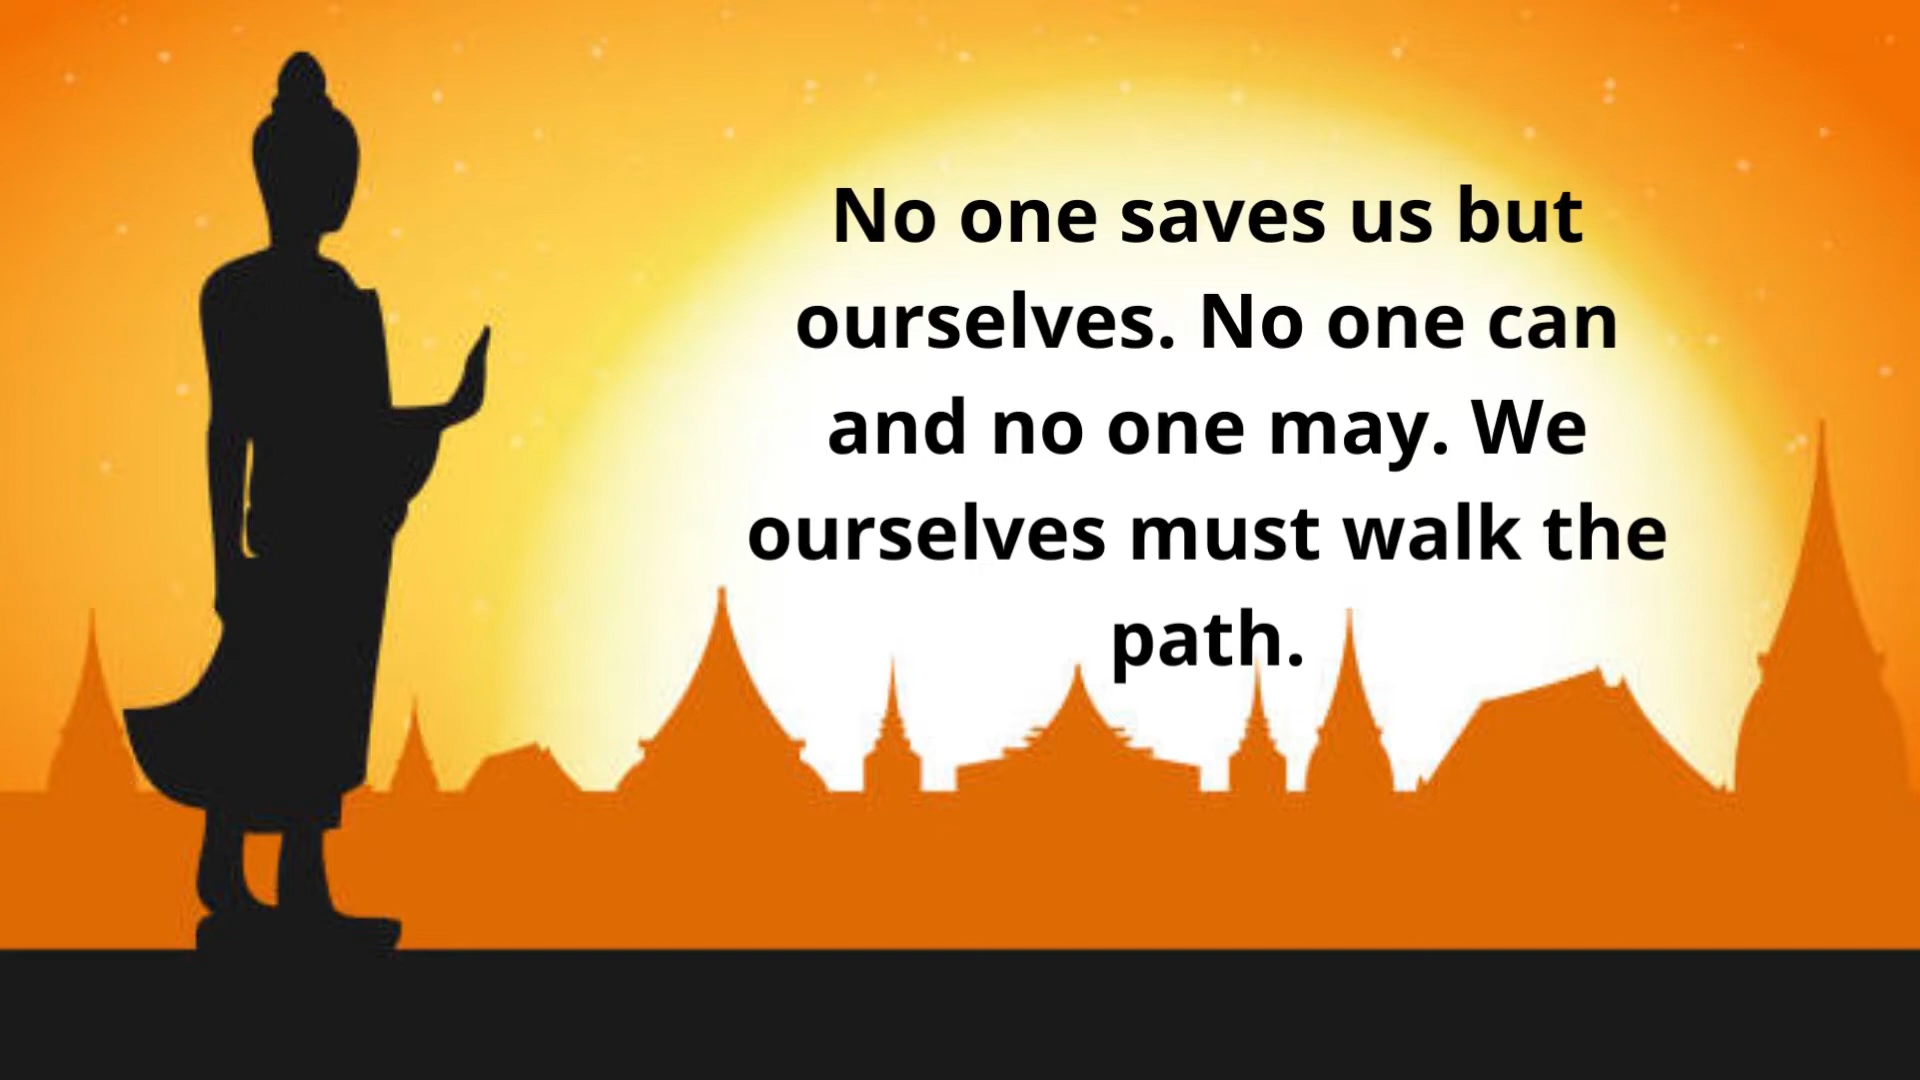 No one saves us but
ourselves. No one can
and no one may. We
ourselves must walk the
path.